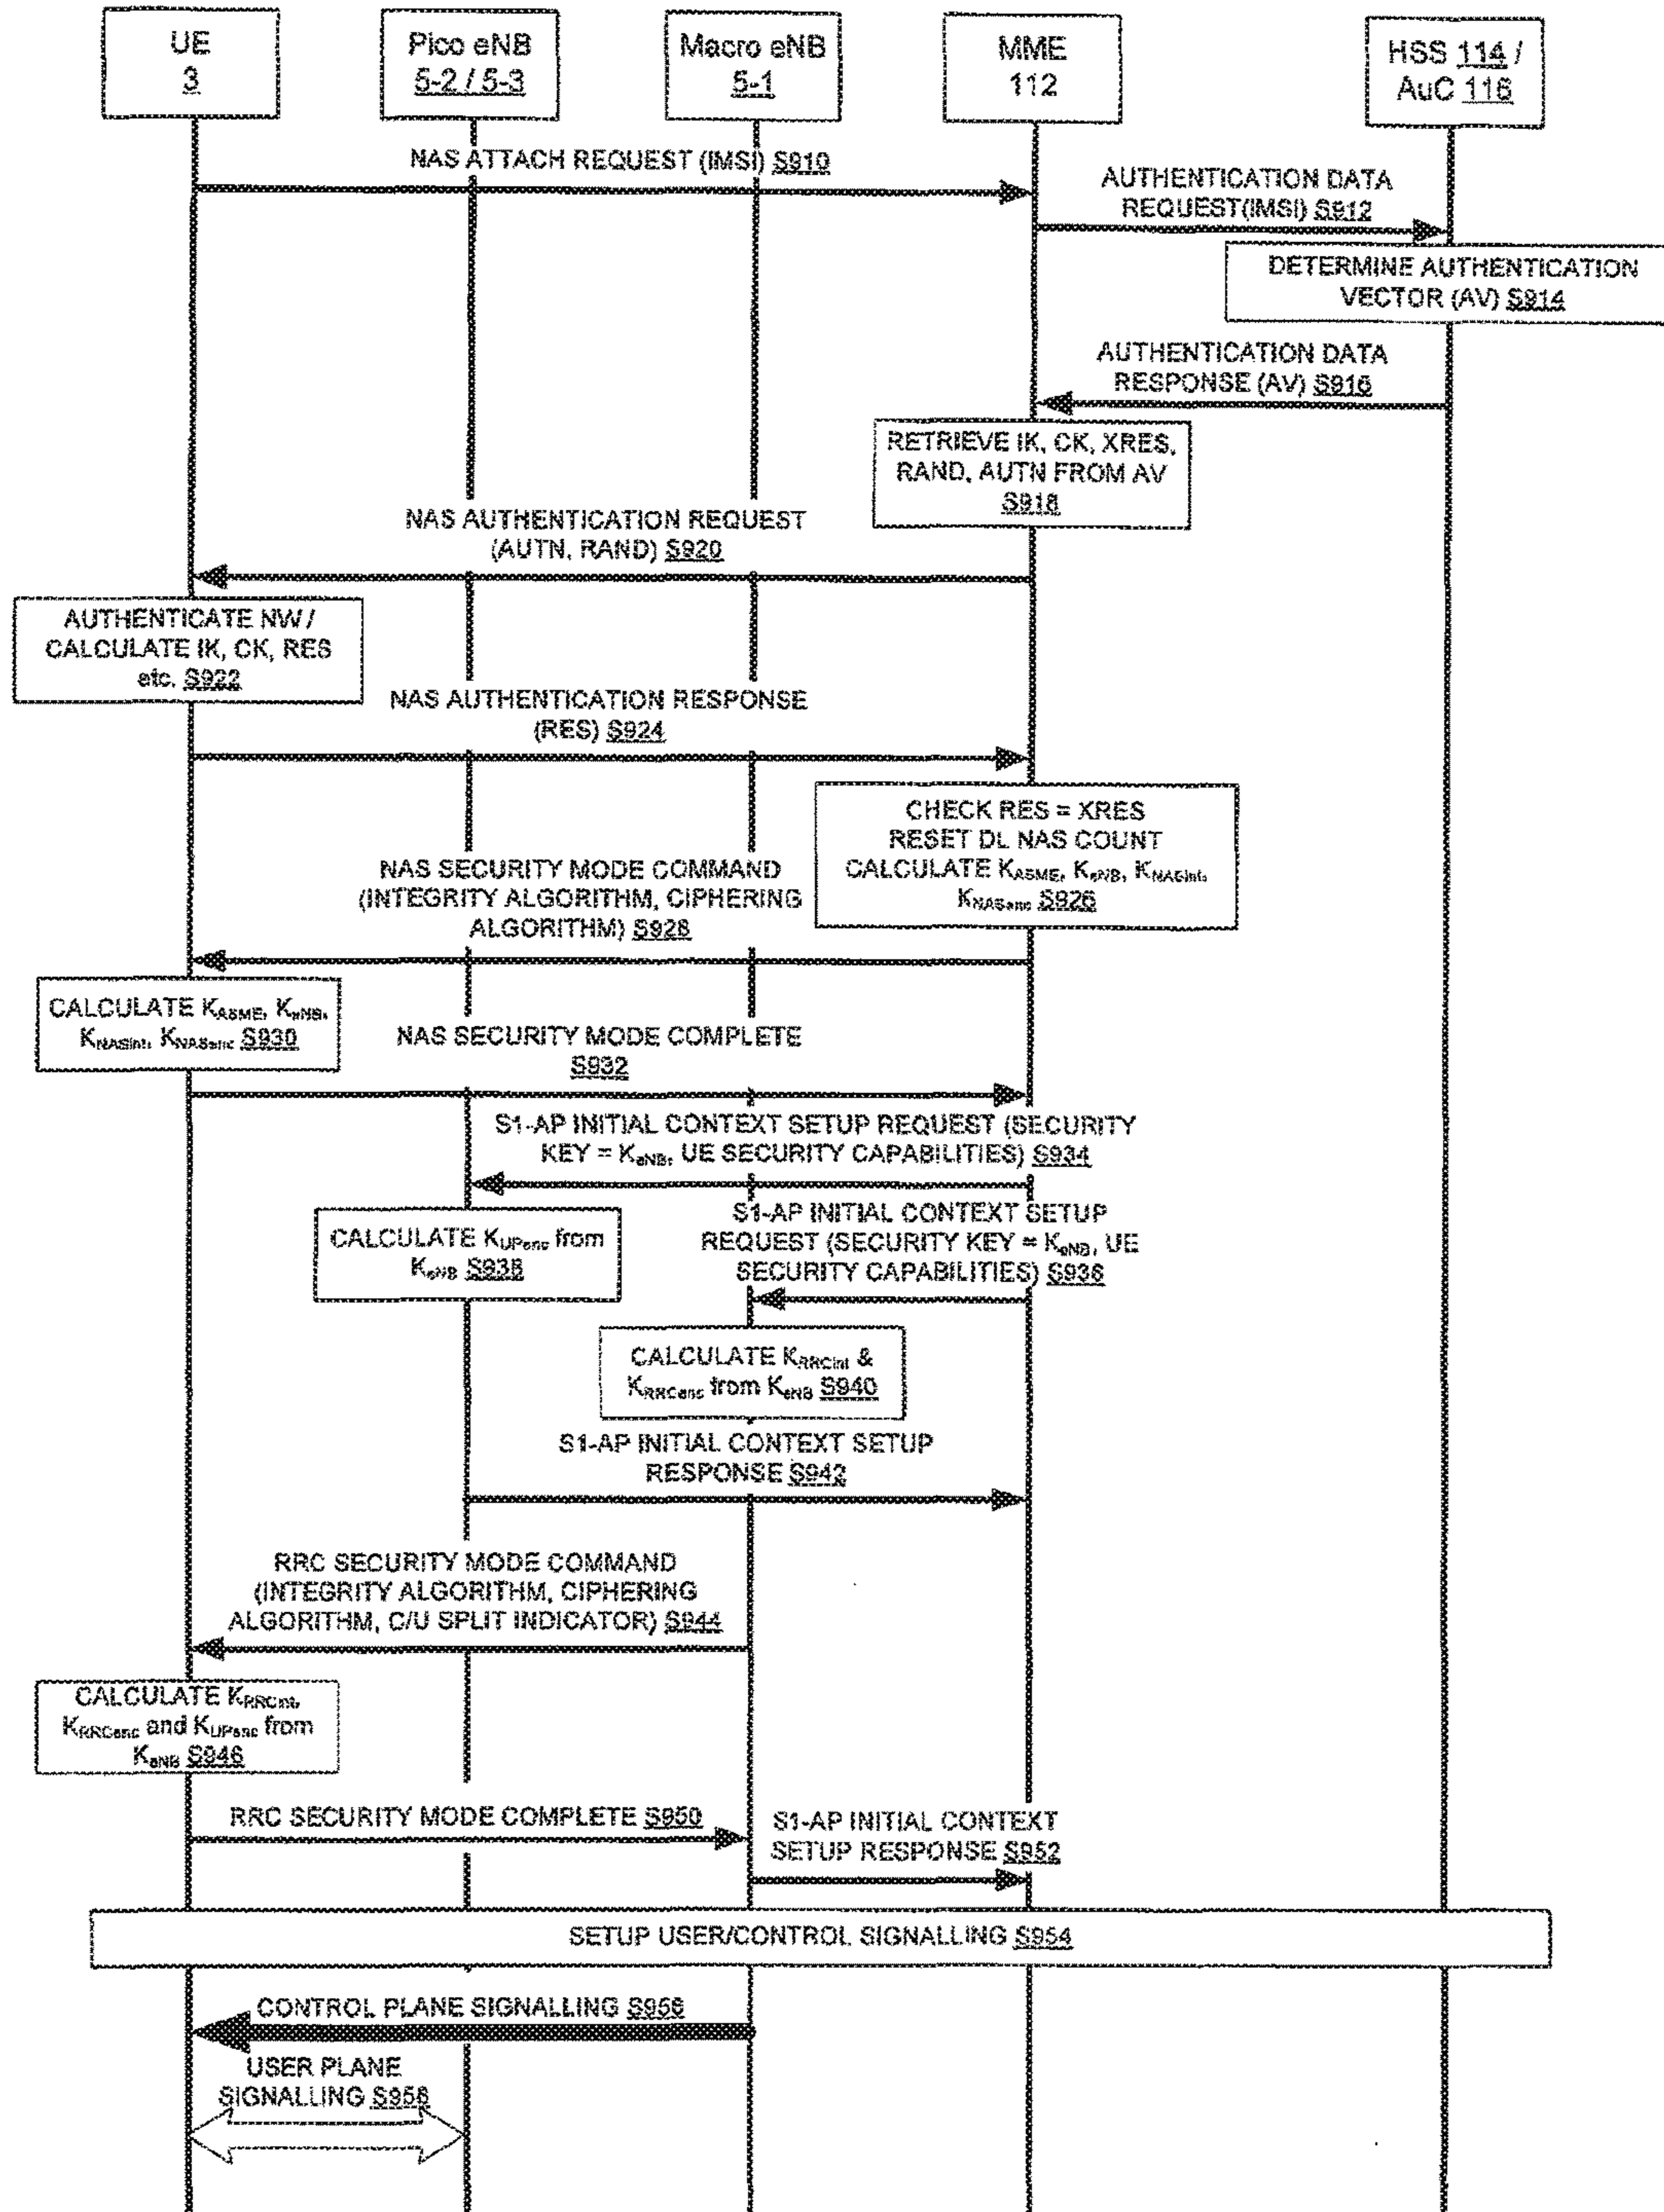 UE
3
Pico eNB
5-2 / 5-3
Macro eNB
5-1
MME
112
HSS 114 /
AuC 116
NAS ATTACH REQUEST (IMSI) S910
AUTHENTICATION DATA
REQUEST(IMSI) S912
DETERMINE AUTHENTICATION
VECTOR (AV) S914
AUTHENTICATION DATA
RESPONSE (AV) S916
RETRIEVE IK, CK, XRES,
RAND, AUTN FROM AV
S918
NAS AUTHENTICATION REQUEST
(AUTN, RAND) S920
AUTHENTICATE NW /
CALCULATE IK, CK, RES
etc. S922
NAS AUTHENTICATION RESPONSE
(RES) S924
CHECK RES = XRES
RESET DL NAS COUNT
CALCULATE KASME, KeNB, KNASint,
KNASenc S926
NAS SECURITY MODE COMMAND
(INTEGRITY ALGORITHM, CIPHERING
ALGORITHM) S928
CALCULATE KASME, KeNB,
KNASint, KNASenc S930
NAS SECURITY MODE COMPLETE
S932
S1-AP INITIAL CONTEXT SETUP REQUEST (SECURITY
KEY = KeNB, UE SECURITY CAPABILITIES) S934
CALCULATE KUPenc from
KeNB S938
S1-AP INITIAL CONTEXT SETUP
REQUEST (SECURITY KEY = KeNB, UE
SECURITY CAPABILITIES) S936
CALCULATE KRRCint &
KRRCenc from KeNB S940
S1-AP INITIAL CONTEXT SETUP
RESPONSE S942
RRC SECURITY MODE COMMAND
(INTEGRITY ALGORITHM, CIPHERING
ALGORITHM, C/U SPLIT INDICATOR) S944
CALCULATE KRRCint,
KRRCenc and KUPenc from
KeNB S946
RRC SECURITY MODE COMPLETE S950
S1-AP INITIAL CONTEXT
SETUP RESPONSE S952
SETUP USER/CONTROL SIGNALLING S954
CONTROL PLANE SIGNALLING S956
USER PLANE
SIGNALLING S958